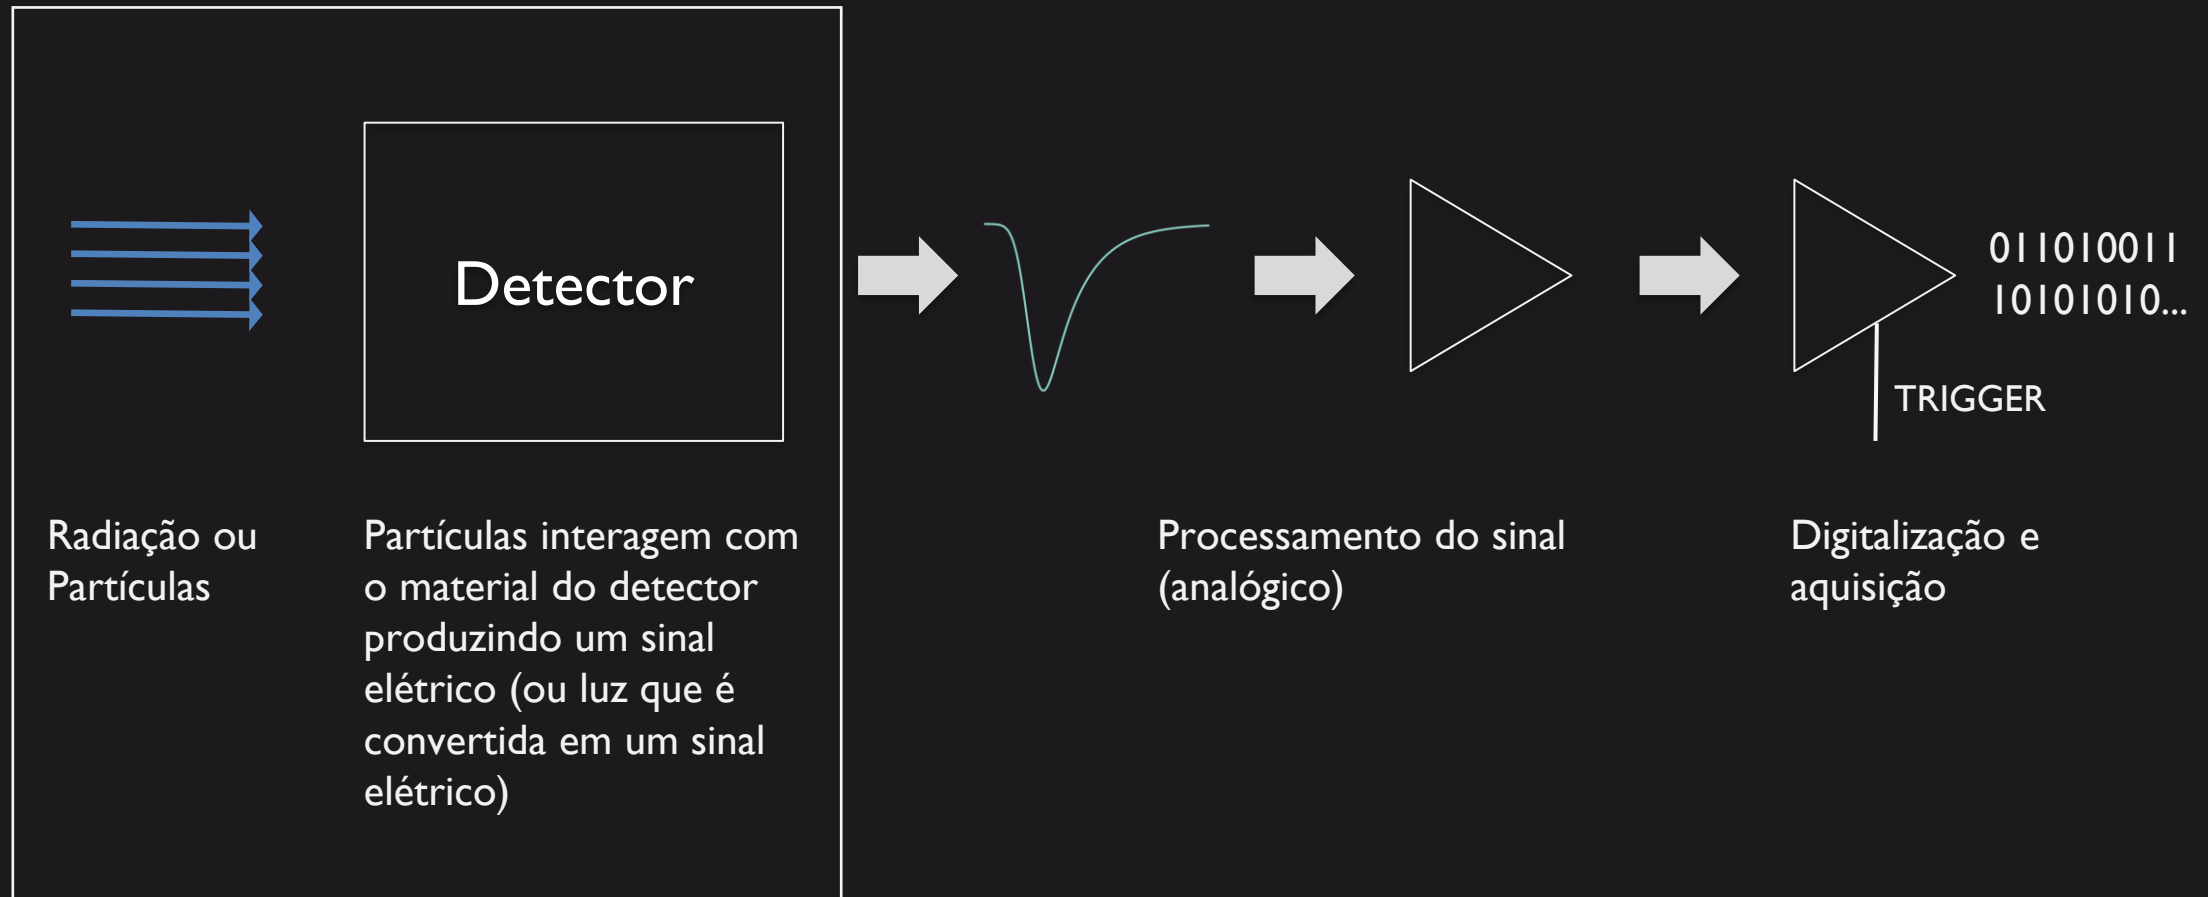 Detector
011010011
10101010...
TRIGGER
Radiação ou
Partículas
Partículas interagem com
o material do detector
produzindo um sinal
elétrico (ou luz que é
convertida em um sinal
elétrico)
Processamento do sinal
(analógico)
Digitalização e
aquisição